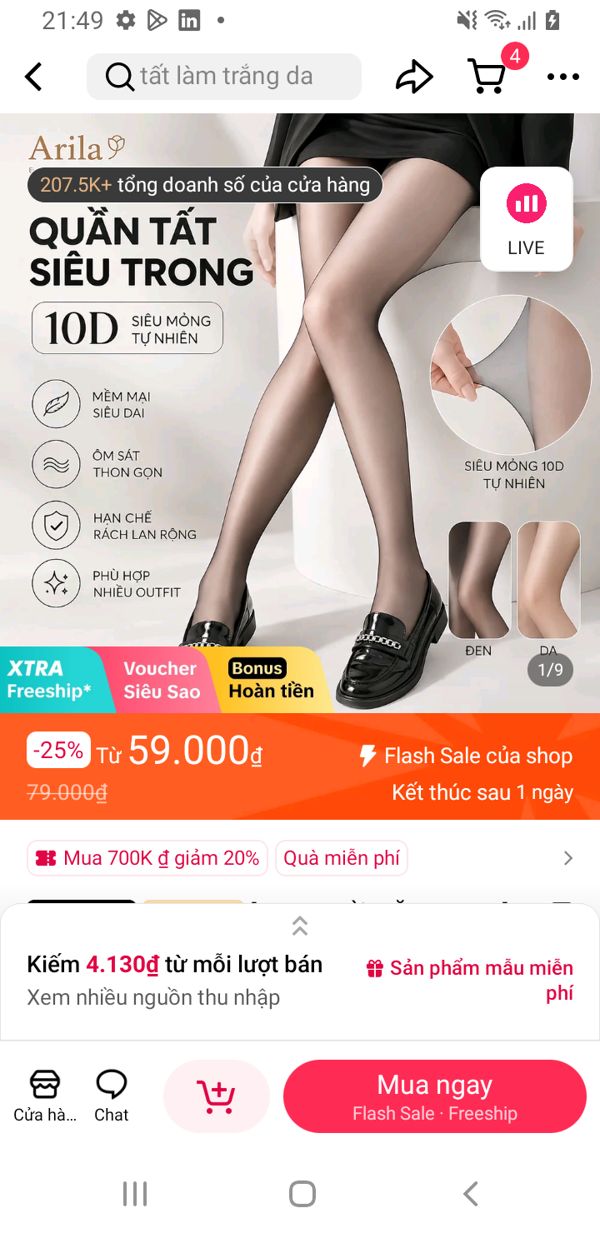 21:49
4
tất làm trắng da
Arila
207.5K+ tổng doanh số của cửa hàng
LIVE
QUẦN TẤT
SIÊU TRONG
10D SIÊU MỎNG
TỰ NHIÊN
MỀM MẠI
SIÊU DAI
ÔM SÁT
THON GỌN
HẠN CHẾ
RÁCH LAN RỘNG
PHÙ HỢP
NHIỀU OUTFIT
SIÊU MỎNG 10D
TỰ NHIÊN
ĐEN
DA
1/9
XTRA
Freeship*
Voucher
Siêu Sao
Bonus
Hoàn tiền
-25% Từ 59.000₫
79.000₫
Flash Sale của shop
Kết thúc sau 1 ngày
Mua 700K ₫ giảm 20%
Quà miễn phí
Kiếm 4.130₫ từ mỗi lượt bán
Xem nhiều nguồn thu nhập
Sản phẩm mẫu miễn
phí
Cửa hà...
Chat
Mua ngay
Flash Sale · Freeship